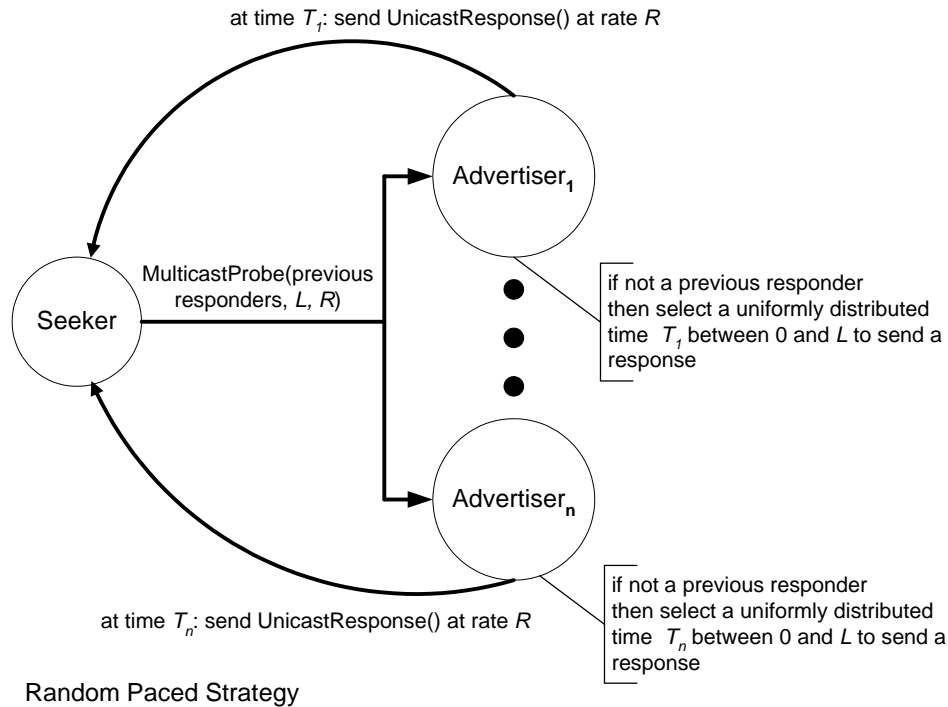 at time T1: send UnicastResponse() at rate R
Advertiser1
MulticastProbe(previous
responders, L, R)
Seeker
if not a previous responder
then select a uniformly distributed
time T1 between 0 and L to send a
response
Advertisern
at time Tn: send UnicastResponse() at rate R
if not a previous responder
then select a uniformly distributed
time Tn between 0 and L to send a
response
Random Paced Strategy